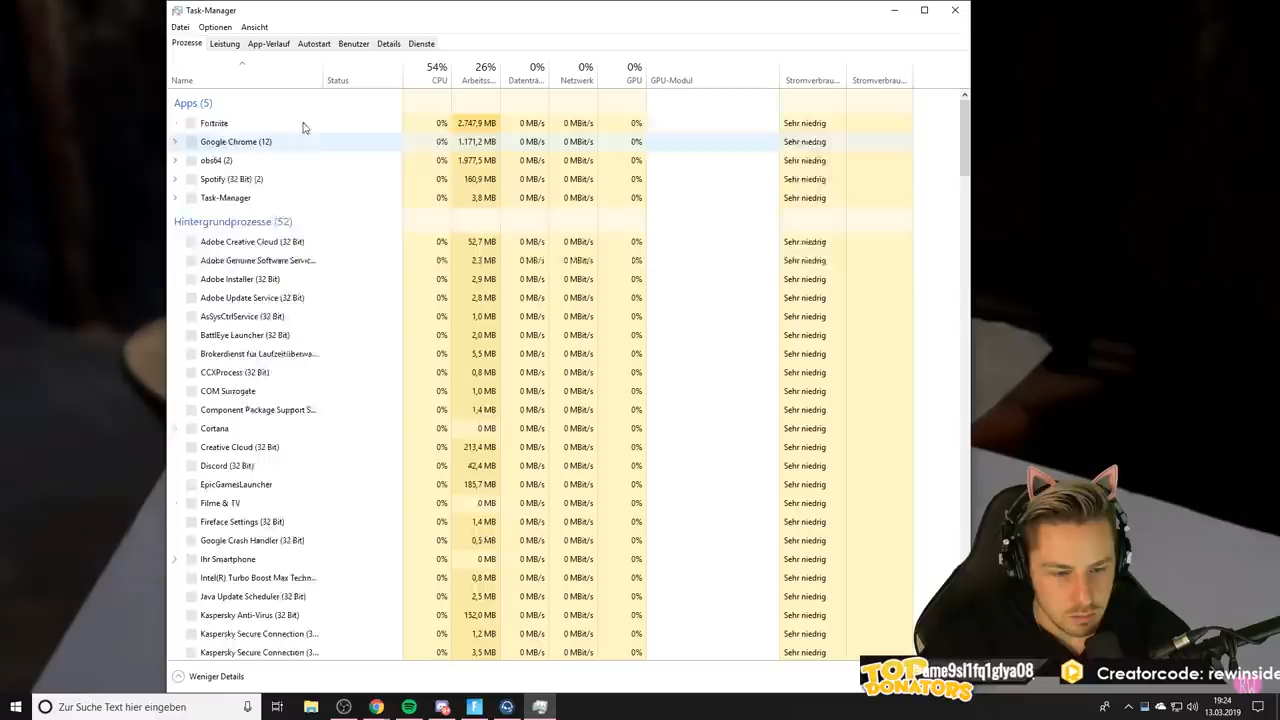 Task-Manager
Datei Optionen Ansicht
Prozesse Leistung App-Verlauf Autostart Benutzer Details Dienste
54% 26% 0% 0% 0%
Name Status CPU Arbeitss... Datenträ... Netzwerk GPU GPU-Modul Stromverbrau... Stromverbrau...
Apps (5)
Fortnite 0% 2.747,9 MB 0 MB/s 0 MBit/s 0% Sehr niedrig
Google Chrome (12) 0% 1.171,2 MB 0 MB/s 0 MBit/s 0% Sehr niedrig
obs64 (2) 0% 1.977,5 MB 0 MB/s 0 MBit/s 0% Sehr niedrig
Spotify (32 Bit) (2) 0% 160,9 MB 0 MB/s 0 MBit/s 0% Sehr niedrig
Task-Manager 0% 3,8 MB 0 MB/s 0 MBit/s 0% Sehr niedrig
Hintergrundprozesse (52)
Adobe Creative Cloud (32 Bit) 0% 52,7 MB 0 MB/s 0 MBit/s 0% Sehr niedrig
Adobe Genuine Software Servic... 0% 2,3 MB 0 MB/s 0 MBit/s 0% Sehr niedrig
Adobe Installer (32 Bit) 0% 2,9 MB 0 MB/s 0 MBit/s 0% Sehr niedrig
Adobe Update Service (32 Bit) 0% 2,8 MB 0 MB/s 0 MBit/s 0% Sehr niedrig
AsSysCtrlService (32 Bit) 0% 1,0 MB 0 MB/s 0 MBit/s 0% Sehr niedrig
BattlEye Launcher (32 Bit) 0% 2,0 MB 0 MB/s 0 MBit/s 0% Sehr niedrig
Brokerdienst für Laufzeitüberwa... 0% 5,5 MB 0 MB/s 0 MBit/s 0% Sehr niedrig
CCXProcess (32 Bit) 0% 0,8 MB 0 MB/s 0 MBit/s 0% Sehr niedrig
COM Surrogate 0% 1,0 MB 0 MB/s 0 MBit/s 0% Sehr niedrig
Component Package Support S... 0% 1,4 MB 0 MB/s 0 MBit/s 0% Sehr niedrig
Cortana 0% 0 MB 0 MB/s 0 MBit/s 0% Sehr niedrig
Creative Cloud (32 Bit) 0% 213,4 MB 0 MB/s 0 MBit/s 0% Sehr niedrig
Discord (32 Bit) 0% 42,4 MB 0 MB/s 0 MBit/s 0% Sehr niedrig
EpicGamesLauncher 0% 185,7 MB 0 MB/s 0 MBit/s 0% Sehr niedrig
Filme & TV 0% 0 MB 0 MB/s 0 MBit/s 0% Sehr niedrig
Fireface Settings (32 Bit) 0% 1,4 MB 0 MB/s 0 MBit/s 0% Sehr niedrig
Google Crash Handler (32 Bit) 0% 0,5 MB 0 MB/s 0 MBit/s 0% Sehr niedrig
Ihr Smartphone 0% 0 MB 0 MB/s 0 MBit/s 0% Sehr niedrig
Intel(R) Turbo Boost Max Techn... 0% 0,8 MB 0 MB/s 0 MBit/s 0% Sehr niedrig
Java Update Scheduler (32 Bit) 0% 2,5 MB 0 MB/s 0 MBit/s 0% Sehr niedrig
Kaspersky Anti-Virus (32 Bit) 0% 152,0 MB 0 MB/s 0 MBit/s 0% Sehr niedrig
Kaspersky Secure Connection (3... 0% 1,2 MB 0 MB/s 0 MBit/s 0% Sehr niedrig
Kaspersky Secure Connection (3... 0% 3,5 MB 0 MB/s 0 MBit/s 0% Sehr niedrig
Weniger Details
TOP DONATORS
ame9sl1fq1glya08
Creatorcode: rewinside
RW
Zur Suche Text hier eingeben
19:24
13.03.2019